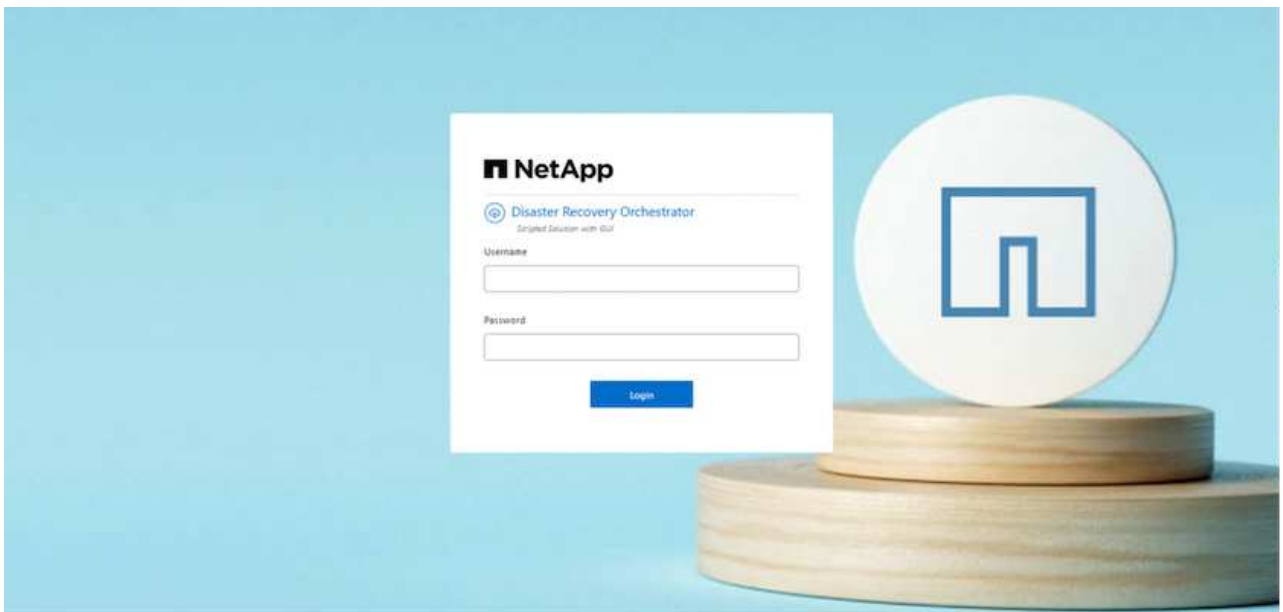 NetApp
Disaster Recovery Orchestrator
Scripted Solution with GUI
Username
Password
Login